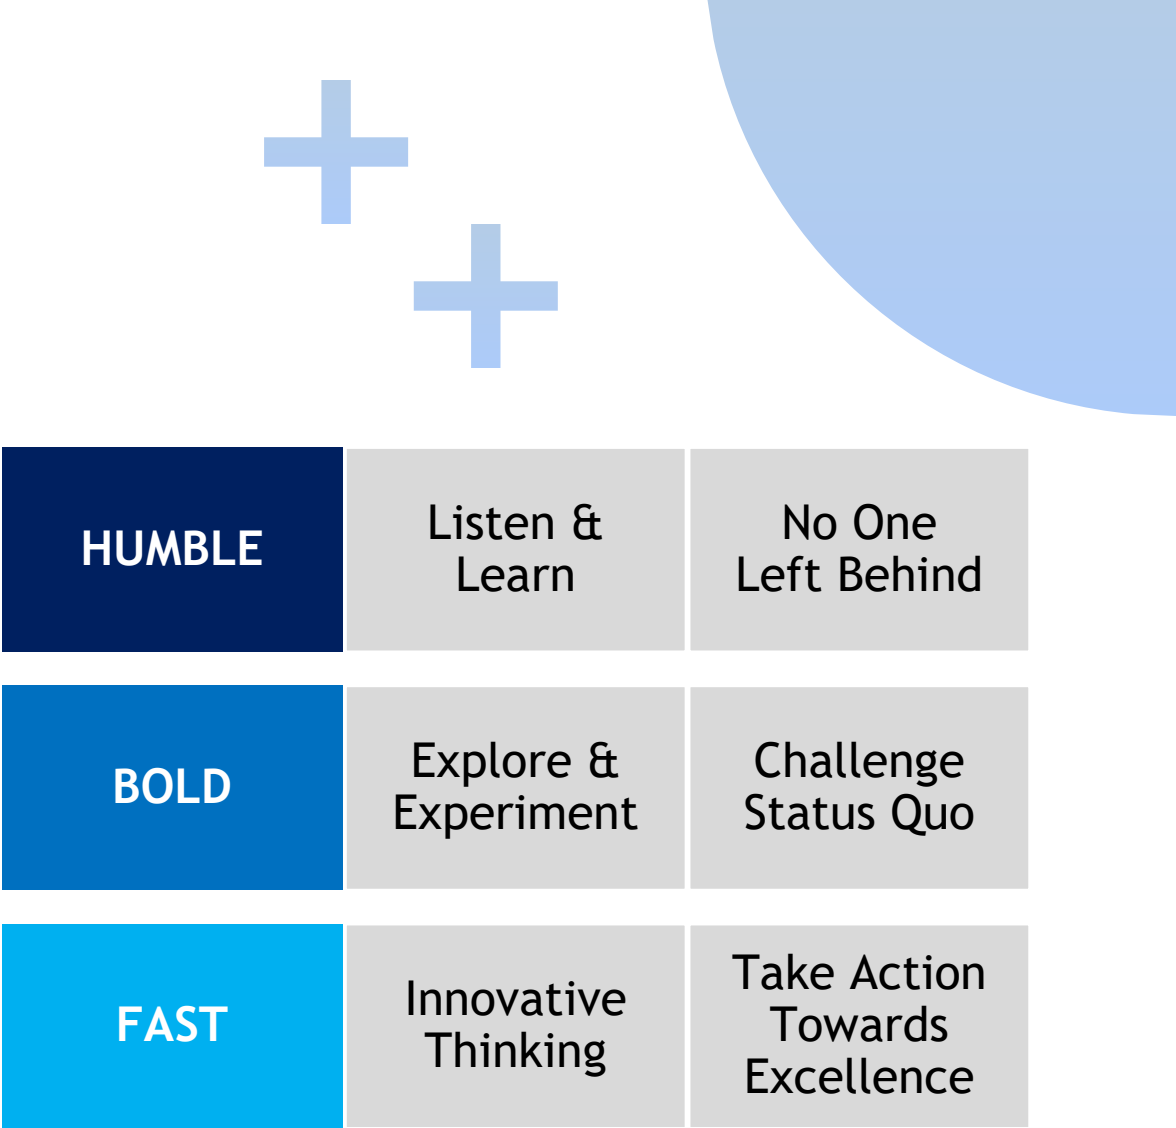 HUMBLE
Listen &
Learn
No One
Left Behind
BOLD
Explore &
Experiment
Challenge
Status Quo
FAST
Innovative
Thinking
Take Action
Towards
Excellence